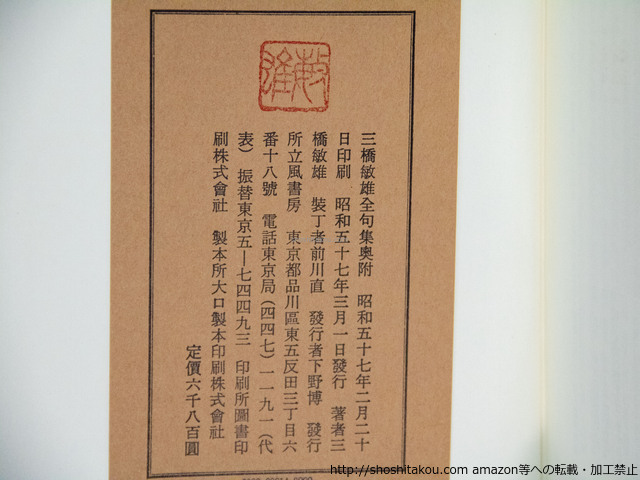 敏雄
三橋敏雄全句集奥附　昭和五十七年二月二十
日印刷　昭和五十七年三月一日發行　著者三
橋敏雄　裝丁者前川直　發行者下野博　發行
所立風書房　東京都品川區東五反田三丁目六
番十八號　電話東京局（四四七）一一九一（代
表）　振替東京五―七四四九三　印刷所圖書印
刷株式會社　製本所大口製本印刷株式會社
定價六千八百圓
http://shoshitakou.com amazon等への転載・加工禁止